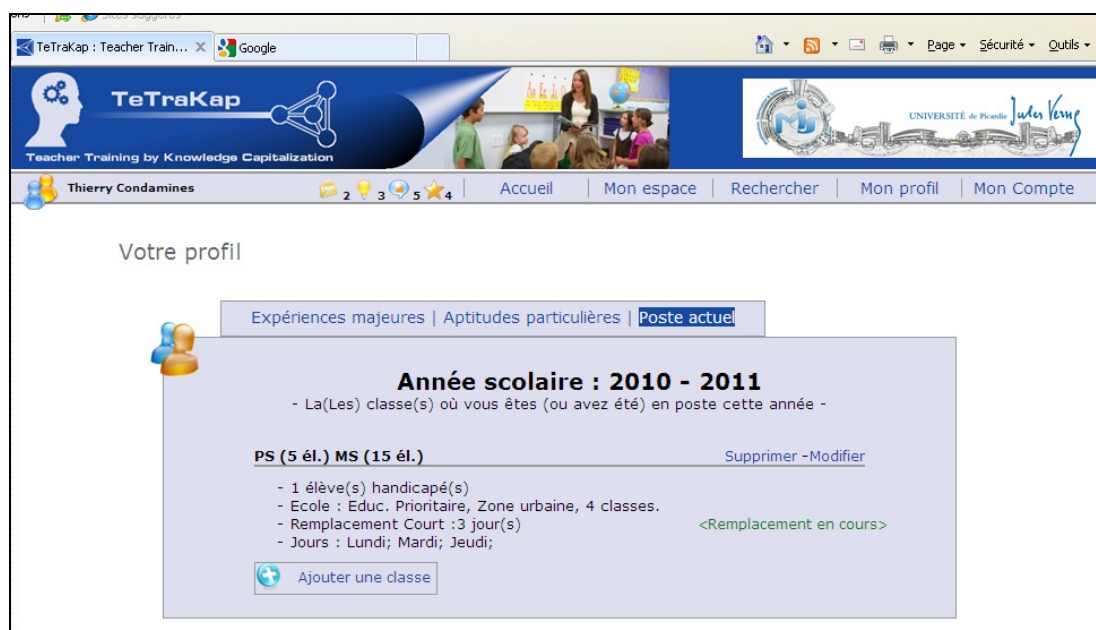 Sites suggérés
TeTraKap : Teacher Train... X Google Page Sécurité Outils
TeTraKap
Teacher Training by Knowledge Capitalization
UNIVERSITÉ de Picardie Jules Verne
Thierry Condamines 2 3 5 4 | Accueil | Mon espace | Rechercher | Mon profil | Mon Compte
Votre profil
Expériences majeures | Aptitudes particulières | Poste actuel
Année scolaire : 2010 - 2011
- La(Les) classe(s) où vous êtes (ou avez été) en poste cette année -
PS (5 él.) MS (15 él.) Supprimer -Modifier
- 1 élève(s) handicapé(s)
- Ecole : Educ. Prioritaire, Zone urbaine, 4 classes.
- Remplacement Court :3 jour(s) <Remplacement en cours>
- Jours : Lundi; Mardi; Jeudi;
Ajouter une classe